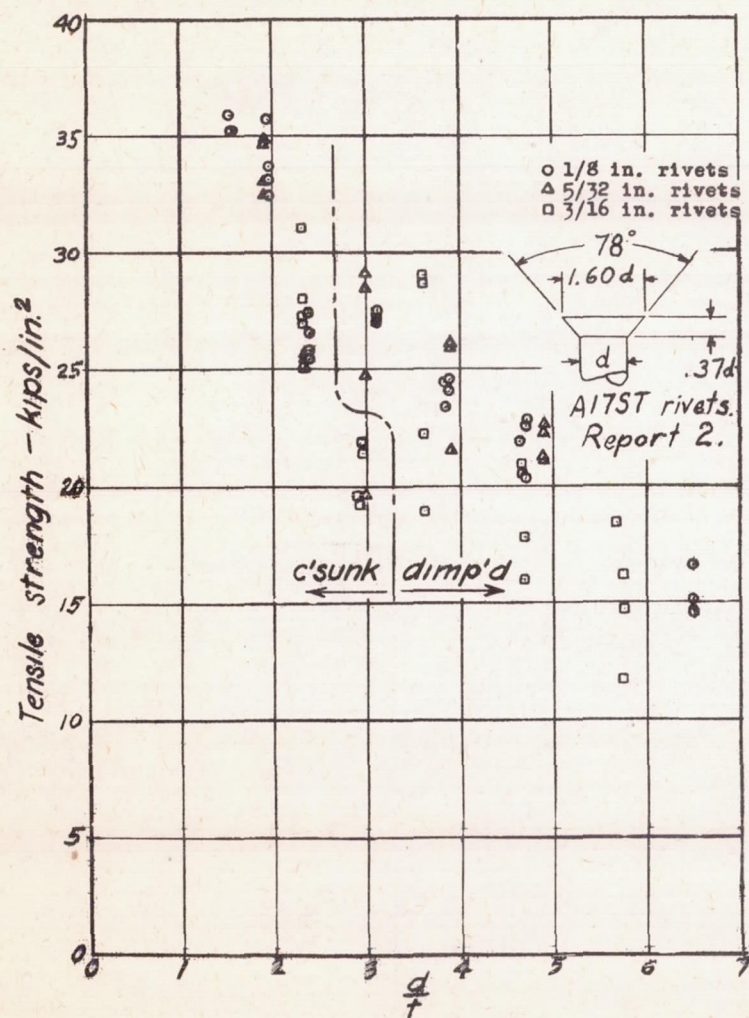 Tensile strength – kips/in.²
40
35
30
25
20
15
10
5
0
0 1 2 3 4 5 6 7
d/t
○ 1/8 in. rivets
△ 5/32 in. rivets
□ 3/16 in. rivets
78°
1.60 d
d
.37d
A17ST rivets.
Report 2.
c'sunk dimp'd